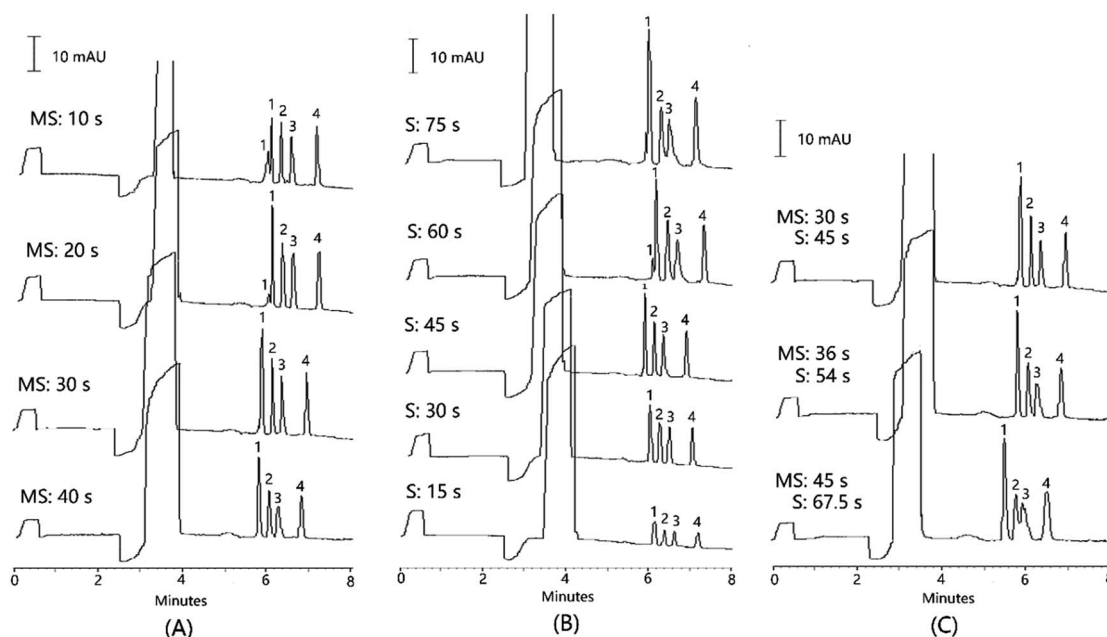 10 mAU
MS: 10 s
1 1 2 3 4
MS: 20 s
1 1 2 3 4
MS: 30 s
1 2 3 4
MS: 40 s
1 2 3 4
0 2 4 6 8
Minutes
(A)
10 mAU
S: 75 s
1 2 3 4
S: 60 s
1 1 2 3 4
S: 45 s
1 2 3 4
S: 30 s
1 2 3 4
S: 15 s
1 2 3 4
0 2 4 6 8
Minutes
(B)
10 mAU
MS: 30 s
S: 45 s
1 2 3 4
MS: 36 s
S: 54 s
1 2 3 4
MS: 45 s
S: 67.5 s
1 2 3 4
0 2 4 6 8
Minutes
(C)